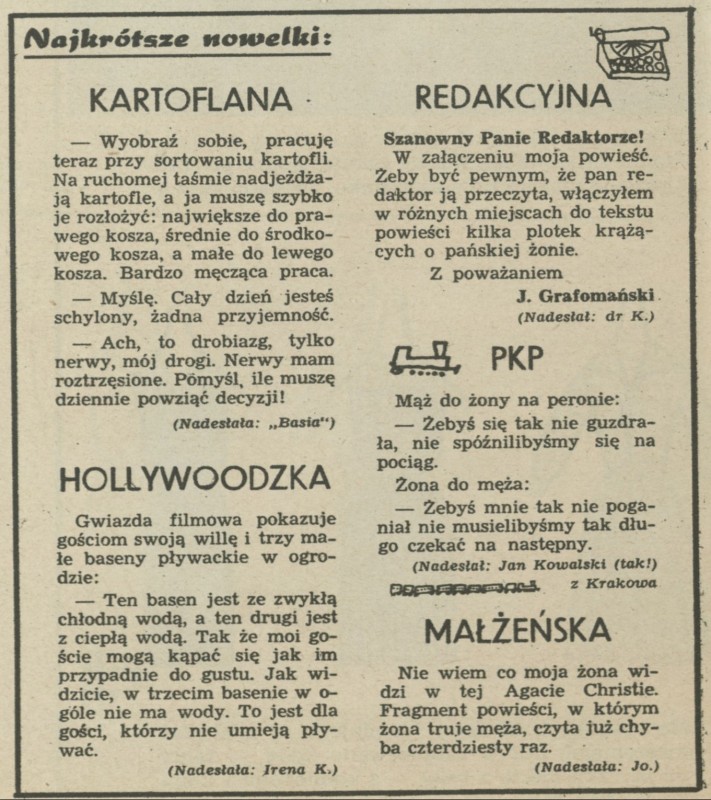 Najkrótsze nowelki:
KARTOFLANA
— Wyobraź sobie, pracuję
teraz przy sortowaniu kartofli.
Na ruchomej taśmie nadjeżdża-
ją kartofle, a ja muszę szybko
je rozłożyć: największe do pra-
wego kosza, średnie do środko-
wego kosza, a małe do lewego
kosza. Bardzo męcząca praca.
— Myślę. Cały dzień jesteś
schylony, żadna przyjemność.
— Ach, to drobiazg, tylko
nerwy, mój drogi. Nerwy mam
roztrzęsione. Pomyśl, ile muszę
dziennie powziąć decyzji!
(Nadesłała: „Basia")
HOLLYWOODZKA
Gwiazda filmowa pokazuje
gościom swoją willę i trzy ma-
łe baseny pływackie w ogro-
dzie:
— Ten basen jest ze zwykłą
chłodną wodą, a ten drugi jest
z ciepłą wodą. Tak że moi go-
ście mogą kąpać się jak im
przypadnie do gustu. Jak wi-
dzicie, w trzecim basenie w o-
góle nie ma wody. To jest dla
gości, którzy nie umieją pły-
wać.
(Nadesłała: Irena K.)
REDAKCYJNA
Szanowny Panie Redaktorze!
W załączeniu moja powieść.
Żeby być pewnym, że pan re-
daktor ją przeczyta, włączyłem
w różnych miejscach do tekstu
powieści kilka plotek krążą-
cych o pańskiej żonie.
Z poważaniem
J. Grafomański
(Nadesłał: dr K.)
PKP
Mąż do żony na peronie:
— Żebyś się tak nie guzdra-
ła, nie spóźnilibyśmy się na
pociąg.
Żona do męża:
— Żebyś mnie tak nie poga-
niał nie musielibyśmy tak dłu-
go czekać na następny.
(Nadesłał: Jan Kowalski (tak!)
z Krakowa
MAŁŻEŃSKA
Nie wiem co moja żona wi-
dzi w tej Agacie Christie.
Fragment powieści, w którym
żona truje męża, czyta już chy-
ba czterdziesty raz.
(Nadesłała: Jo.)